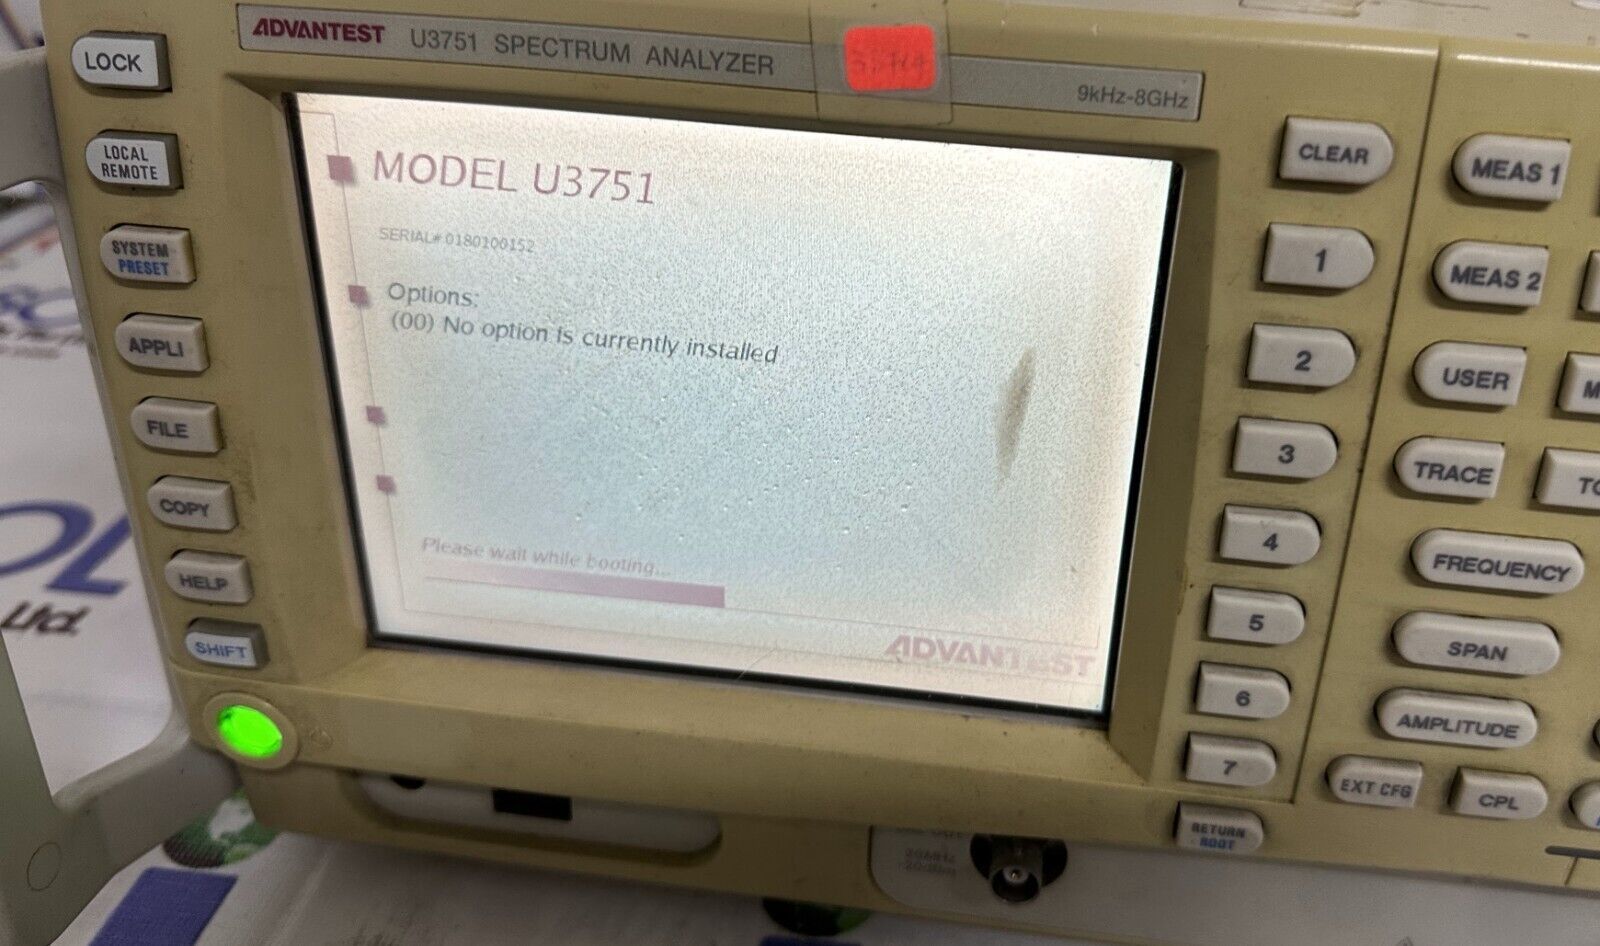 ADVANTEST U3751 SPECTRUM ANALYZER
9kHz-8GHz
LOCK
LOCAL
REMOTE
SYSTEM
PRESET
APPLI
FILE
COPY
HELP
SHIFT
MODEL U3751
SERIAL# 0180100152
Options:
(00) No option is currently installed
Please wait while booting...
ADVANTEST
CLEAR
1
2
3
4
5
6
7
RETURN
ROOT
MEAS 1
MEAS 2
USER
TRACE
FREQUENCY
SPAN
AMPLITUDE
EXT CFG
CPL
Ltd.